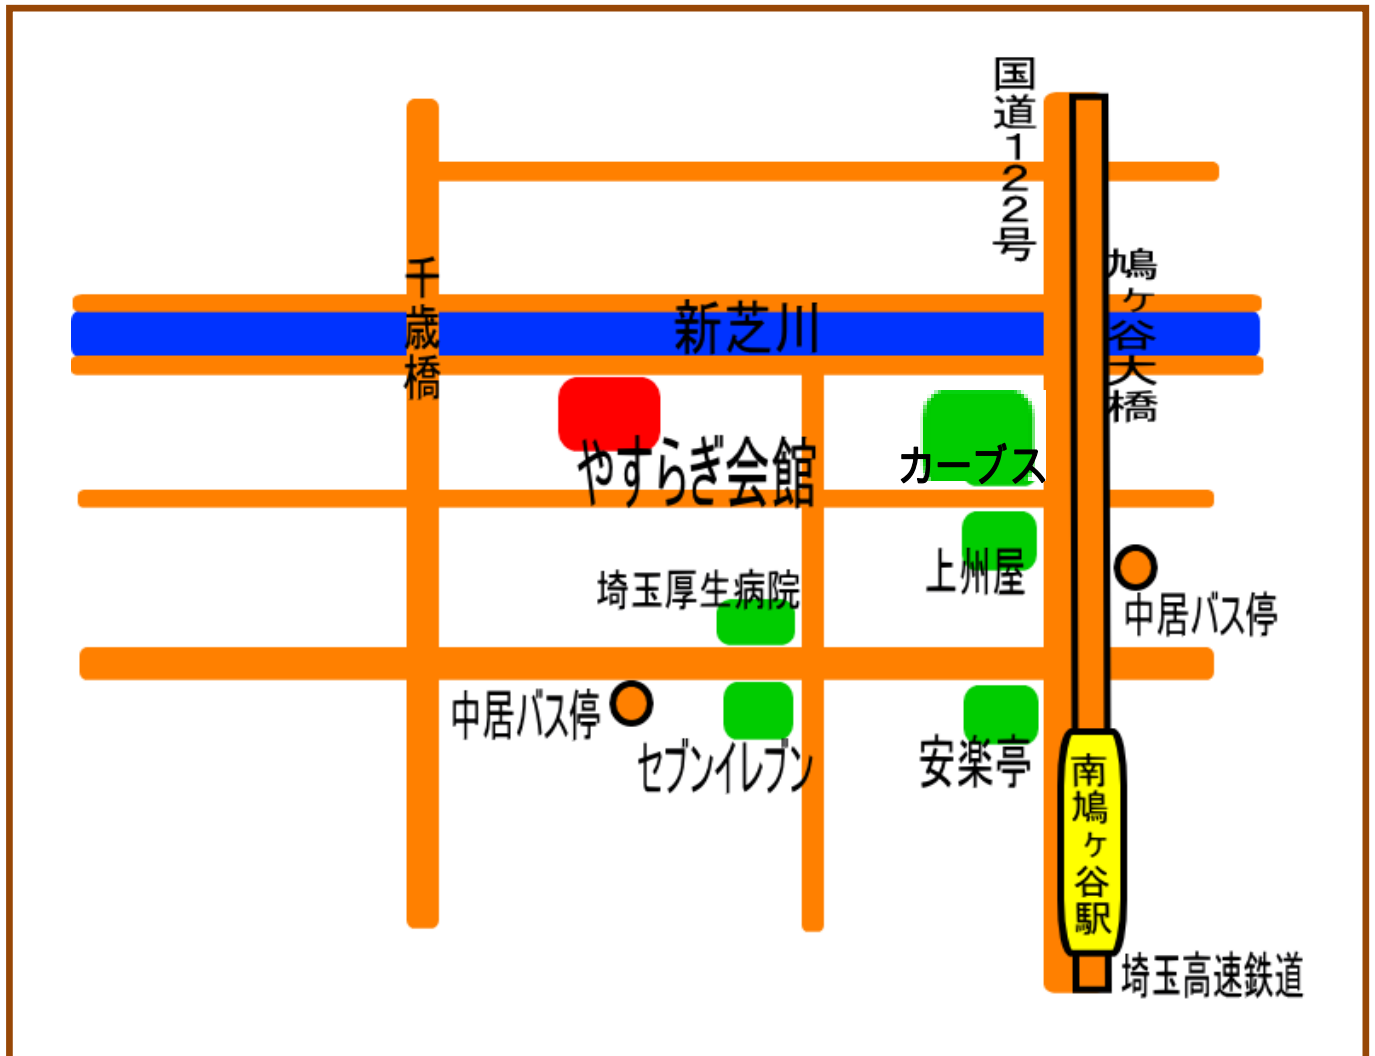 国道122号
鳩ヶ谷大橋
千歳橋
新芝川
やすらぎ会館
カーブス
上州屋
埼玉厚生病院
中居バス停
中居バス停
セブンイレブン
安楽亭
南鳩ヶ谷駅
埼玉高速鉄道